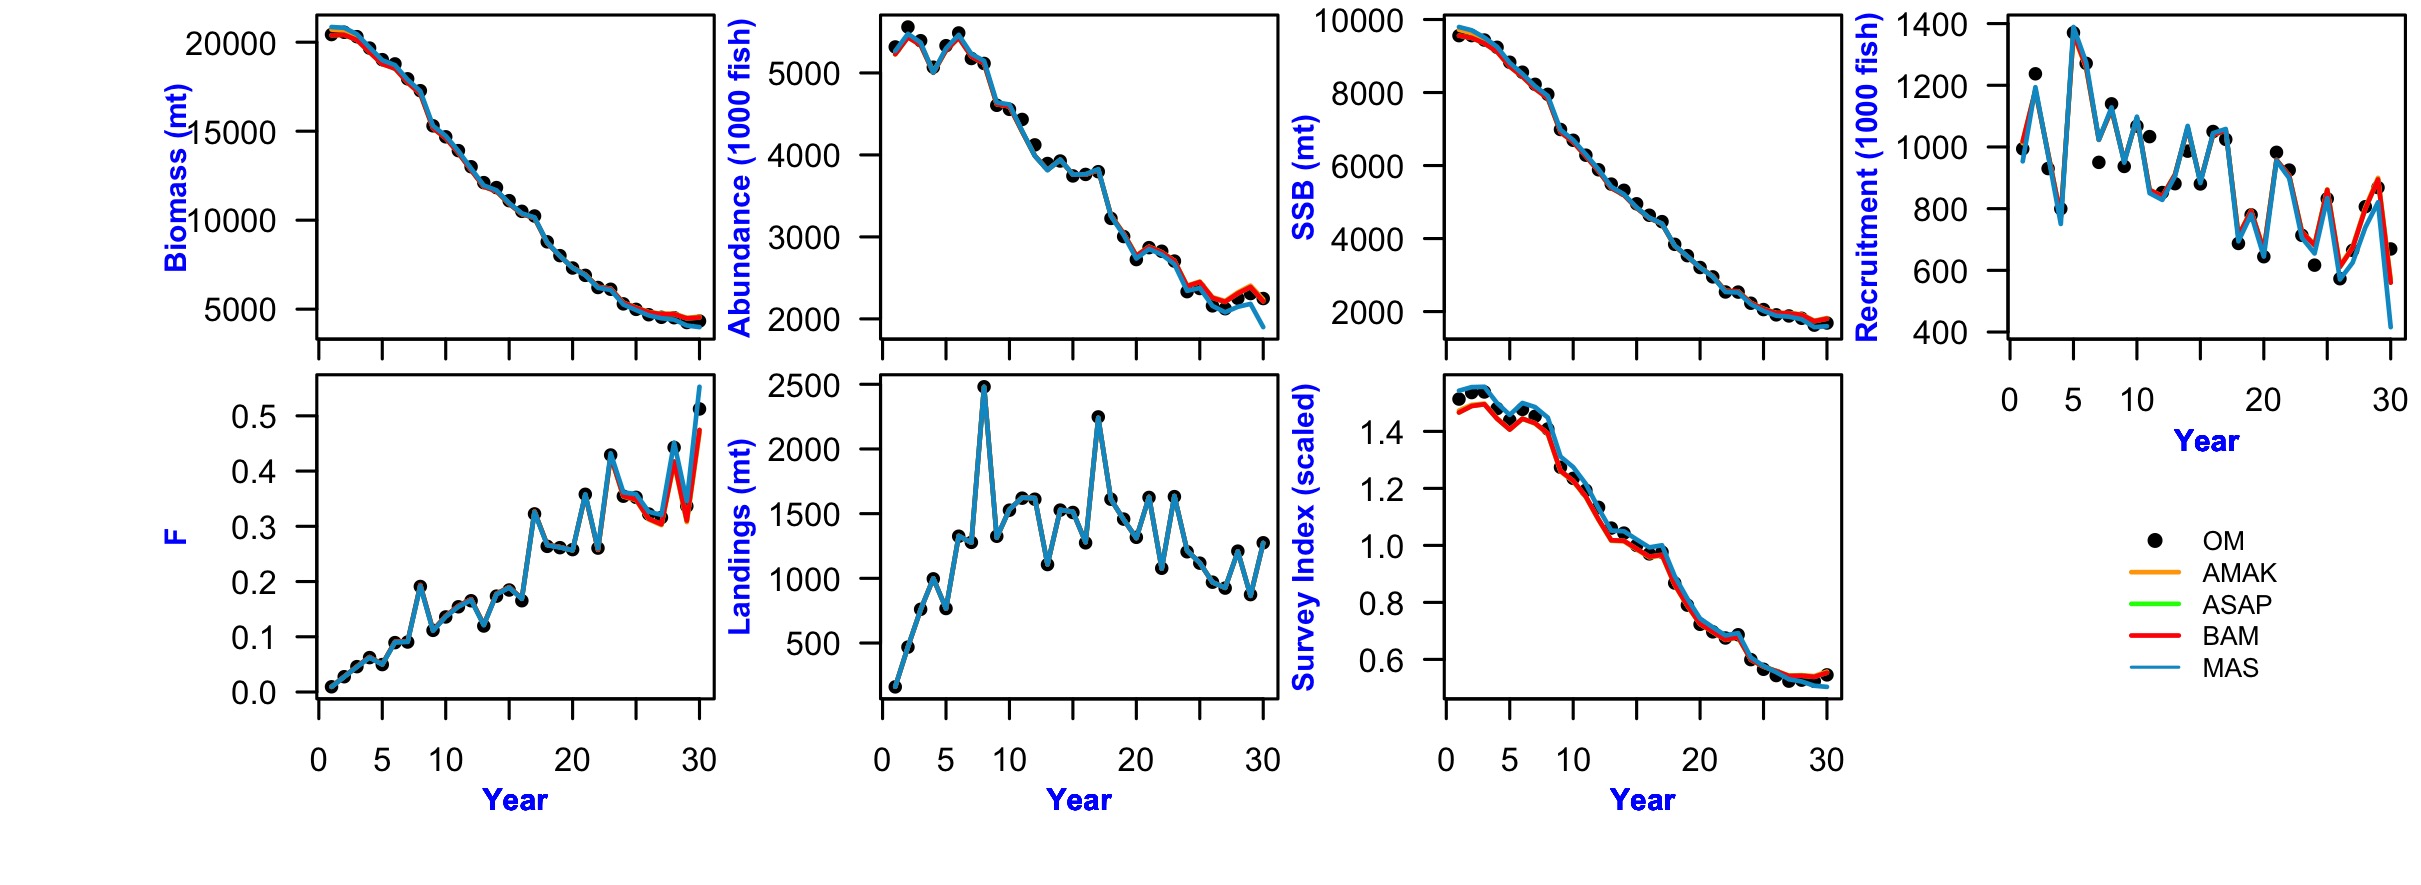 Biomass (mt)
20000
15000
10000
5000
Abundance (1000 fish)
5000
4000
3000
2000
SSB (mt)
10000
8000
6000
4000
2000
Recruitment (1000 fish)
1400
1200
1000
800
600
400
0 5 10 20 30
Year
F
0.5
0.4
0.3
0.2
0.1
0.0
0 5 10 20 30
Year
Landings (mt)
2500
2000
1500
1000
500
0 5 10 20 30
Year
Survey Index (scaled)
1.4
1.2
1.0
0.8
0.6
0 5 10 20 30
Year
OM
AMAK
ASAP
BAM
MAS